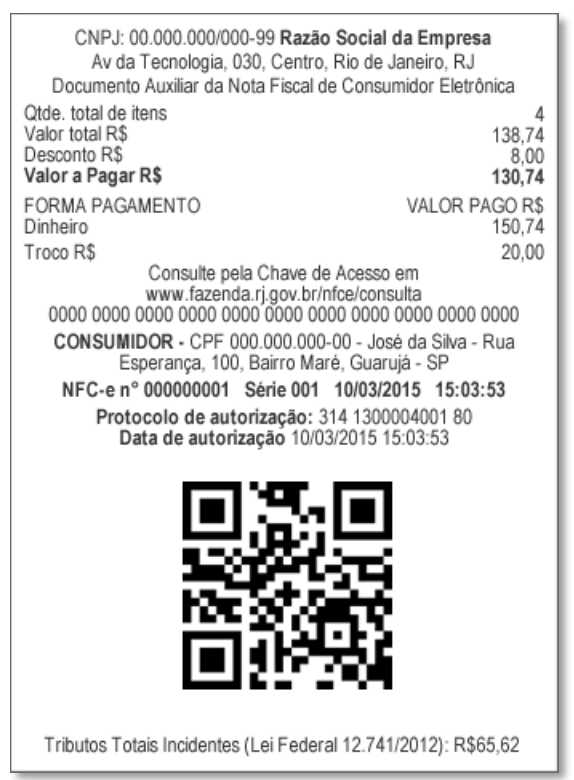 CNPJ: 00.000.000/000-99 Razão Social da Empresa
Av da Tecnologia, 030, Centro, Rio de Janeiro, RJ
Documento Auxiliar da Nota Fiscal de Consumidor Eletrônica
Qtde. total de itens 4
Valor total R$ 138,74
Desconto R$ 8,00
Valor a Pagar R$ 130,74
FORMA PAGAMENTO VALOR PAGO R$
Dinheiro 150,74
Troco R$ 20,00
Consulte pela Chave de Acesso em
www.fazenda.rj.gov.br/nfce/consulta
0000 0000 0000 0000 0000 0000 0000 0000 0000 0000 0000
CONSUMIDOR - CPF 000.000.000-00 - José da Silva - Rua
Esperança, 100, Bairro Maré, Guarujá - SP
NFC-e n° 000000001 Série 001 10/03/2015 15:03:53
Protocolo de autorização: 314 1300004001 80
Data de autorização 10/03/2015 15:03:53
Tributos Totais Incidentes (Lei Federal 12.741/2012): R$65,62